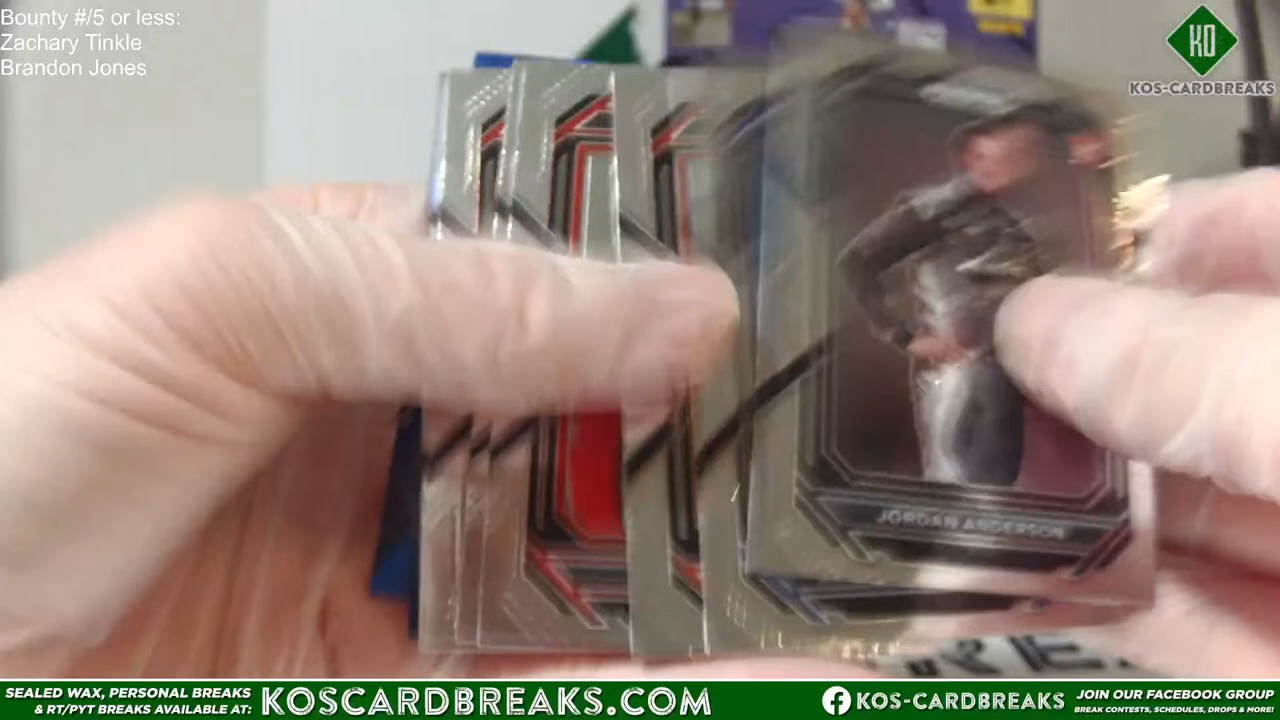 Bounty #/5 or less:
Zachary Tinkle
Brandon Jones
KO
KOS-CARDBREAKS
JORDAN ANDERSON
SEALED WAX, PERSONAL BREAKS
& RT/PYT BREAKS AVAILABLE AT:
KOSCARDBREAKS.COM
KOS-CARDBREAKS
JOIN OUR FACEBOOK GROUP
BREAK CONTESTS, SCHEDULES, DROPS & MORE!